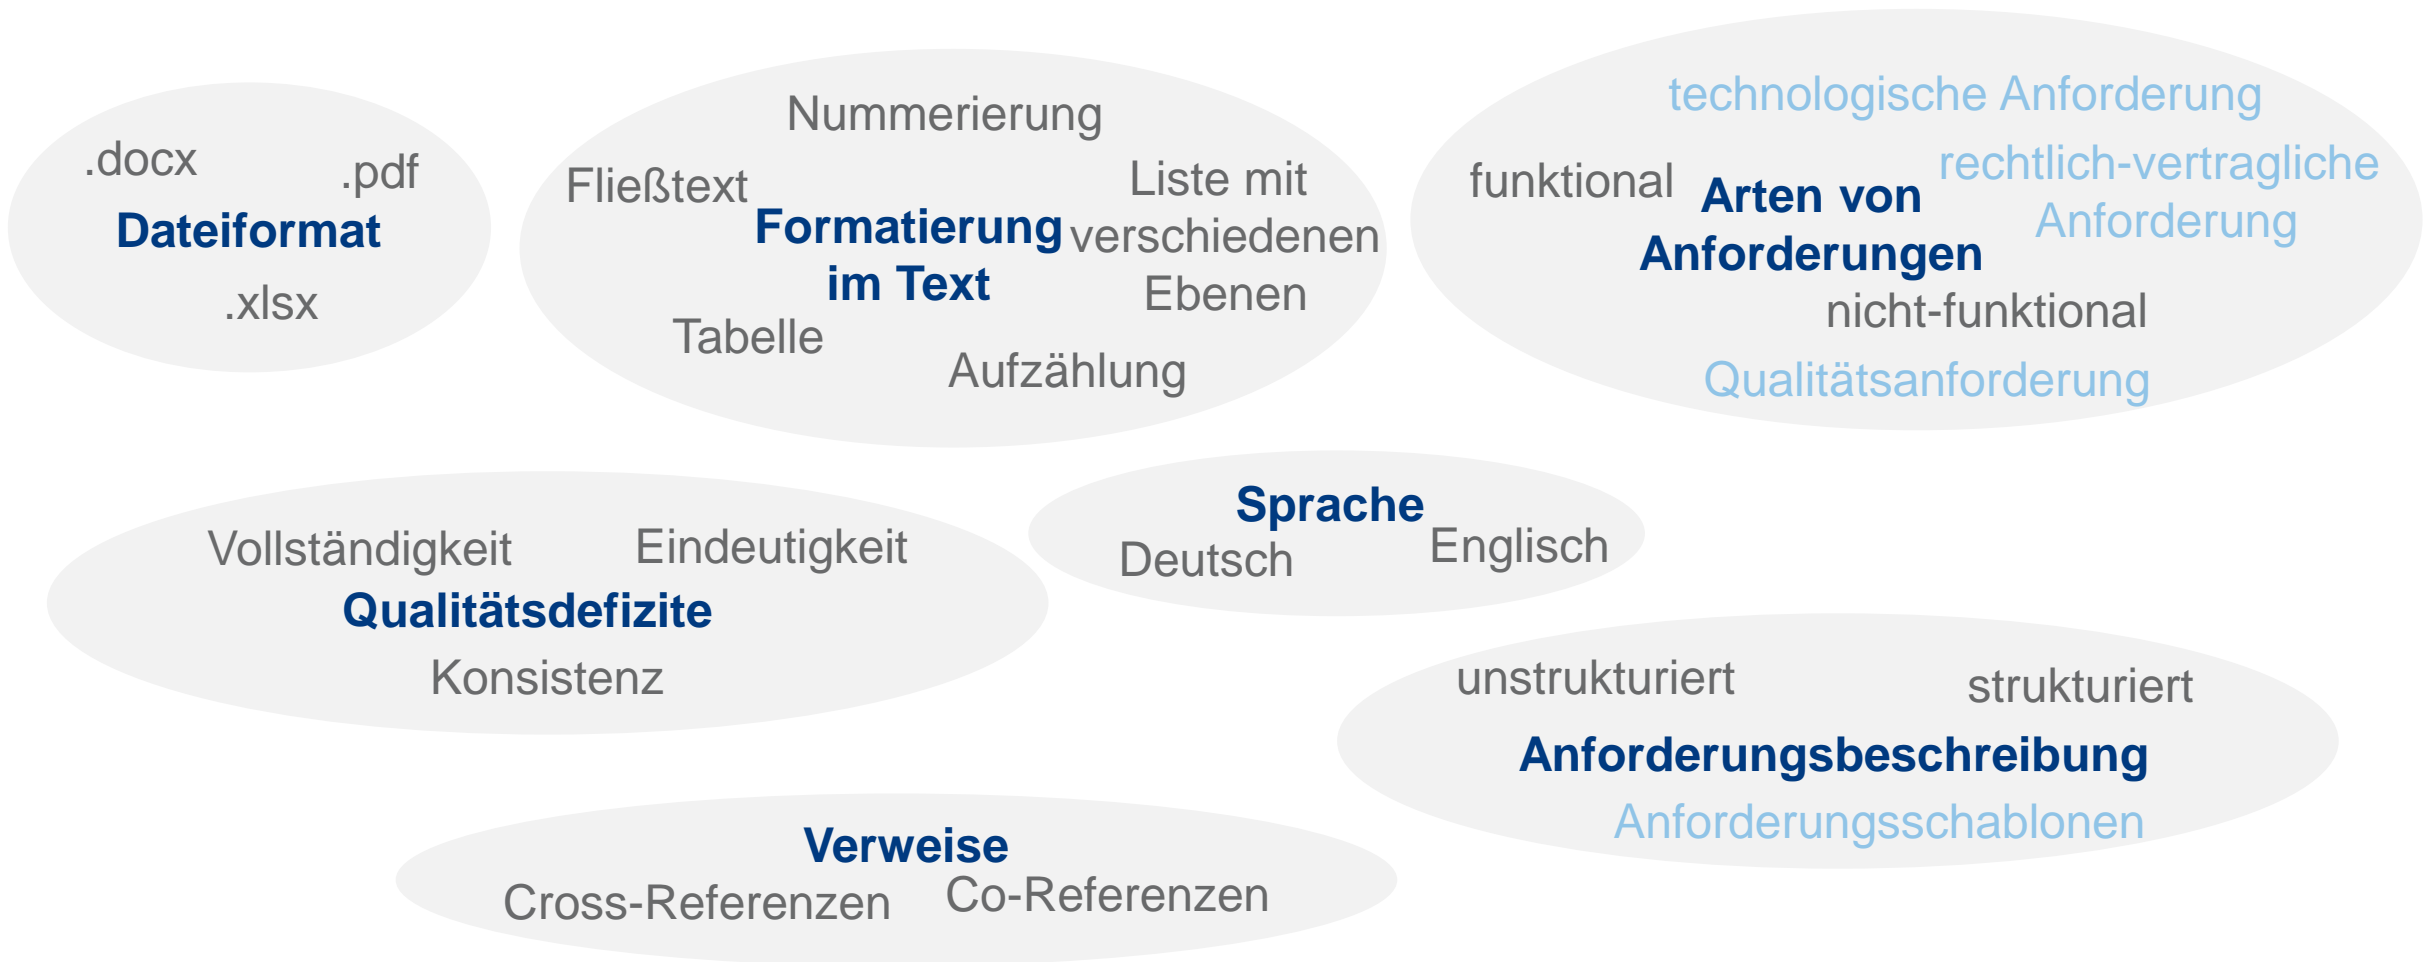 .docx
.pdf
Dateiformat
.xlsx
Nummerierung
Fließtext
Liste mit
verschiedenen
Ebenen
Formatierung
im Text
Tabelle
Aufzählung
technologische Anforderung
funktional
rechtlich-vertragliche
Anforderung
Arten von
Anforderungen
nicht-funktional
Qualitätsanforderung
Vollständigkeit
Eindeutigkeit
Qualitätsdefizite
Konsistenz
Sprache
Deutsch
Englisch
unstrukturiert
strukturiert
Anforderungsbeschreibung
Anforderungsschablonen
Verweise
Cross-Referenzen
Co-Referenzen